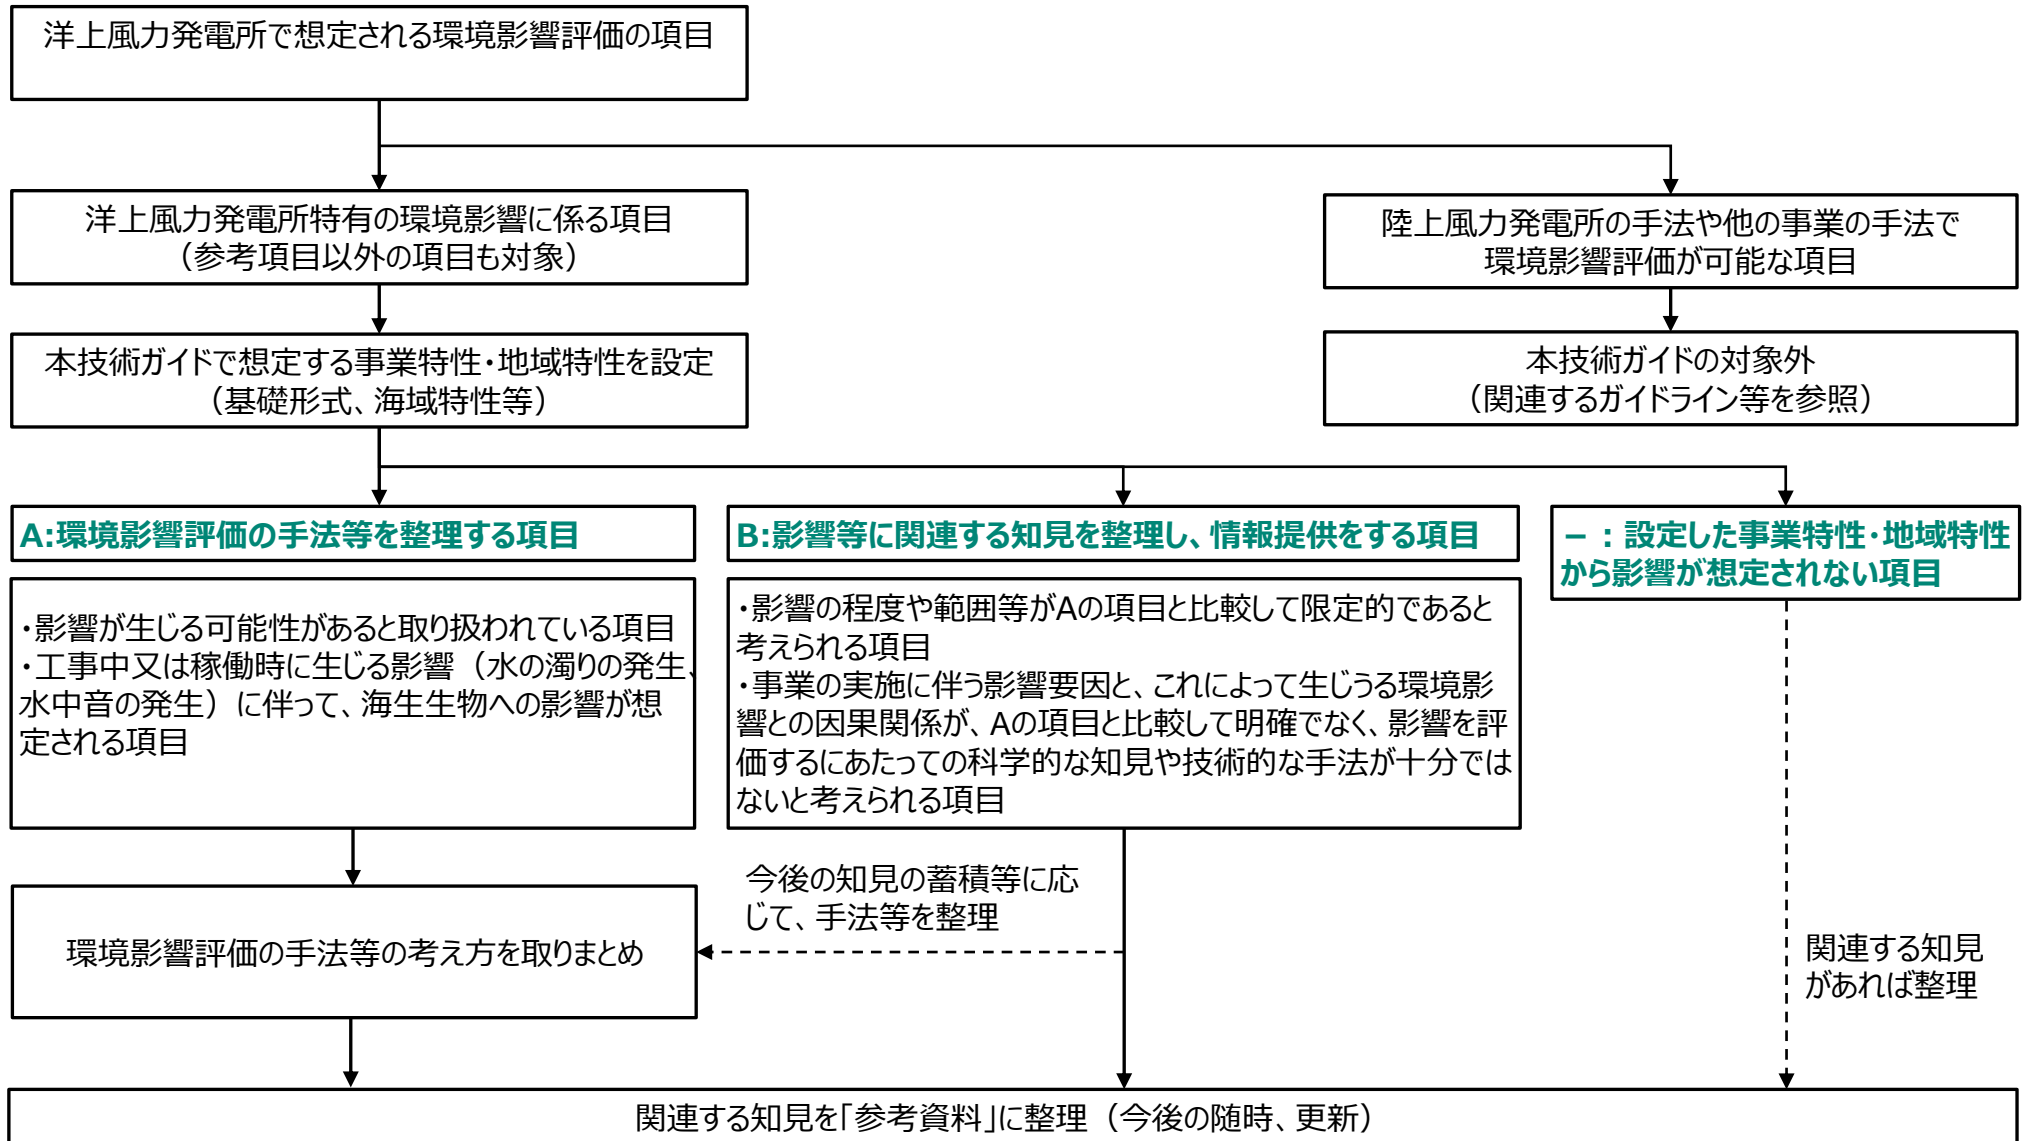 洋上風力発電所で想定される環境影響評価の項目
洋上風力発電所特有の環境影響に係る項目
（参考項目以外の項目も対象）
陸上風力発電所の手法や他の事業の手法で
環境影響評価が可能な項目
本技術ガイドで想定する事業特性・地域特性を設定
（基礎形式、海域特性等）
本技術ガイドの対象外
（関連するガイドライン等を参照）
A:環境影響評価の手法等を整理する項目
B:影響等に関連する知見を整理し、情報提供をする項目
－：設定した事業特性・地域特性
から影響が想定されない項目
・影響が生じる可能性があると取り扱われている項目
・工事中又は稼働時に生じる影響（水の濁りの発生、
水中音の発生）に伴って、海生生物への影響が想
定される項目
・影響の程度や範囲等がAの項目と比較して限定的であると
考えられる項目
・事業の実施に伴う影響要因と、これによって生じうる環境影
響との因果関係が、Aの項目と比較して明確でなく、影響を評
価するにあたっての科学的な知見や技術的な手法が十分では
ないと考えられる項目
今後の知見の蓄積等に応
じて、手法等を整理
環境影響評価の手法等の考え方を取りまとめ
関連する知見
があれば整理
関連する知見を「参考資料」に整理（今後の随時、更新）